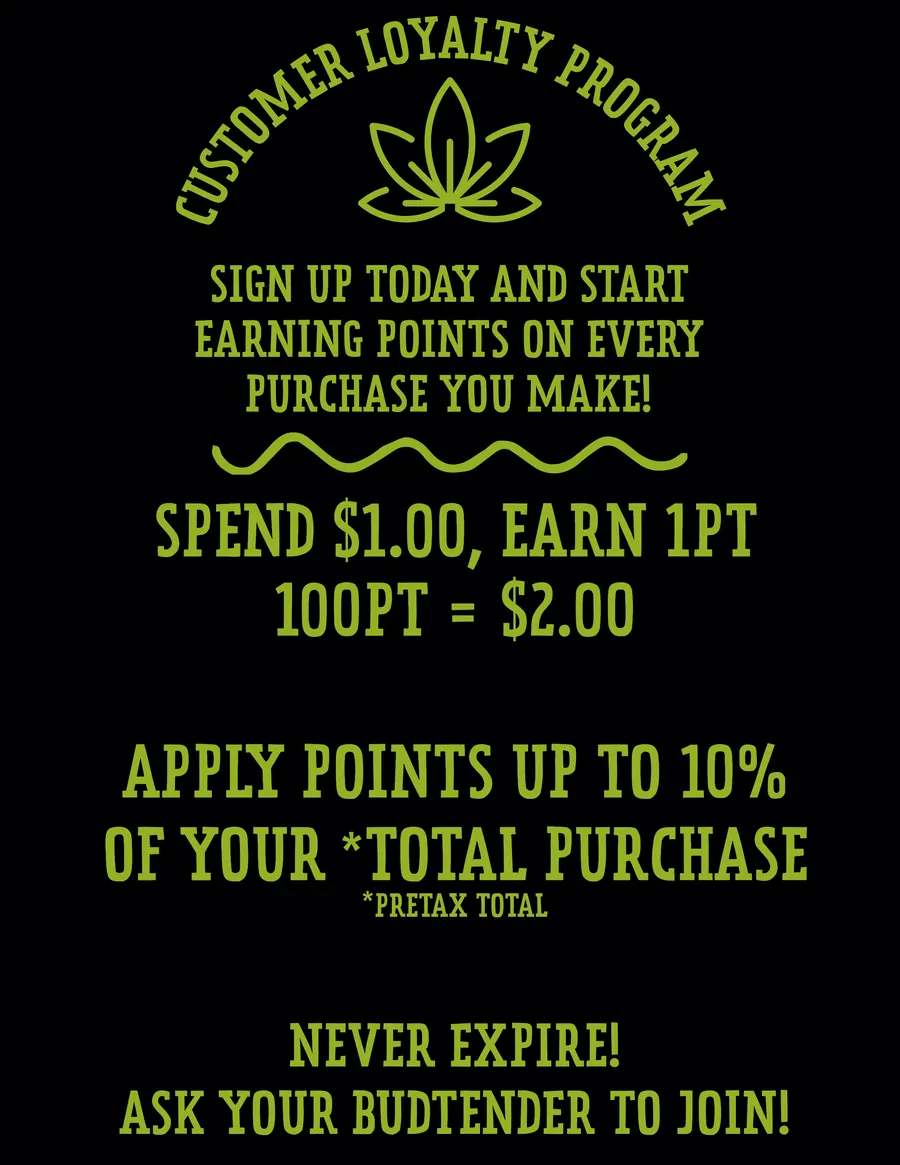 CUSTOMER LOYALTY PROGRAM
SIGN UP TODAY AND START
EARNING POINTS ON EVERY
PURCHASE YOU MAKE!
SPEND $1.00, EARN 1PT
100PT = $2.00
APPLY POINTS UP TO 10%
OF YOUR *TOTAL PURCHASE
*PRETAX TOTAL
NEVER EXPIRE!
ASK YOUR BUDTENDER TO JOIN!